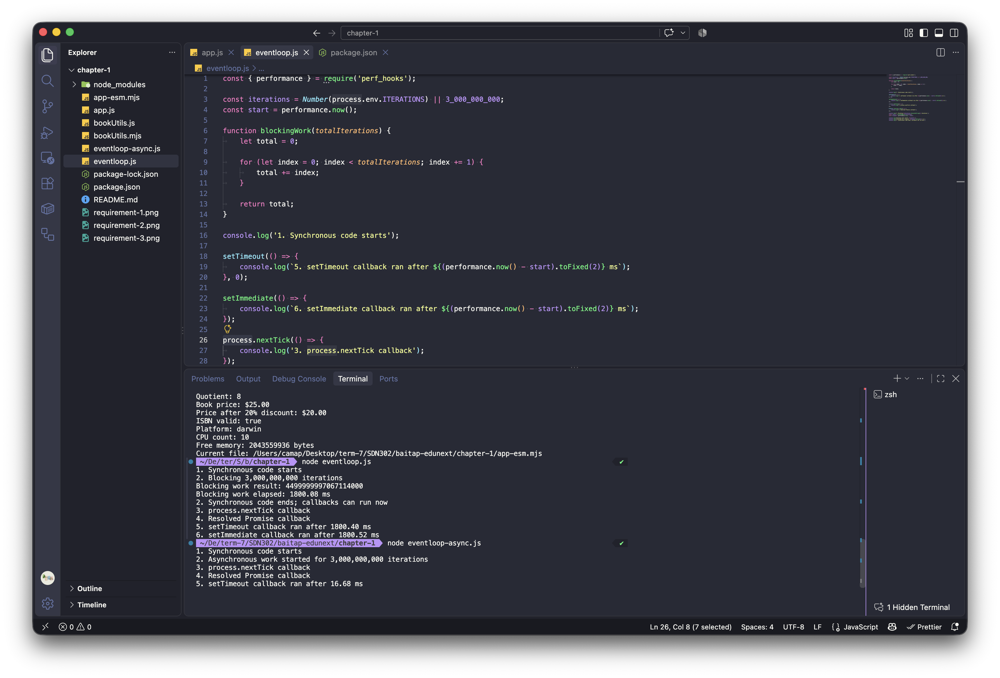 chapter-1
Explorer
chapter-1
node_modules
app-esm.mjs
app.js
bookUtils.js
bookUtils.mjs
eventloop-async.js
eventloop.js
package-lock.json
package.json
README.md
requirement-1.png
requirement-2.png
requirement-3.png
Outline
Timeline
app.js
eventloop.js
package.json
eventloop.js > ...
1 const { performance } = require('perf_hooks');
2
3 const iterations = Number(process.env.ITERATIONS) || 3_000_000_000;
4 const start = performance.now();
5
6 function blockingWork(totalIterations) {
7 let total = 0;
8
9 for (let index = 0; index < totalIterations; index += 1) {
10 total += index;
11 }
12
13 return total;
14 }
15
16 console.log('1. Synchronous code starts');
17
18 setTimeout(() => {
19 console.log(`5. setTimeout callback ran after ${(performance.now() - start).toFixed(2)} ms`);
20 }, 0);
21
22 setImmediate(() => {
23 console.log(`6. setImmediate callback ran after ${(performance.now() - start).toFixed(2)} ms`);
24 });
25
26 process.nextTick(() => {
27 console.log('3. process.nextTick callback');
28 });
Problems Output Debug Console Terminal Ports
Quotient: 8
Book price: $25.00
Price after 20% discount: $20.00
ISBN valid: true
Platform: darwin
CPU count: 10
Free memory: 2043559936 bytes
Current file: /Users/camap/Desktop/term-7/SDN302/baitap-edunext/chapter-1/app-esm.mjs
~/De/ter/S/b/chapter-1 node eventloop.js ✔
1. Synchronous code starts
2. Blocking 3,000,000,000 iterations
Blocking work result: 4499999997067114000
Blocking work elapsed: 1800.08 ms
2. Synchronous code ends; callbacks can run now
3. process.nextTick callback
4. Resolved Promise callback
5. setTimeout callback ran after 1800.40 ms
6. setImmediate callback ran after 1800.52 ms
~/De/term-7/SDN302/baitap-edunext/chapter-1 node eventloop-async.js ✔
1. Synchronous code starts
2. Asynchronous work started for 3,000,000,000 iterations
3. process.nextTick callback
4. Resolved Promise callback
5. setTimeout callback ran after 16.68 ms
zsh
1 Hidden Terminal
0 0
Ln 26, Col 8 (7 selected) Spaces: 4 UTF-8 LF JavaScript Prettier